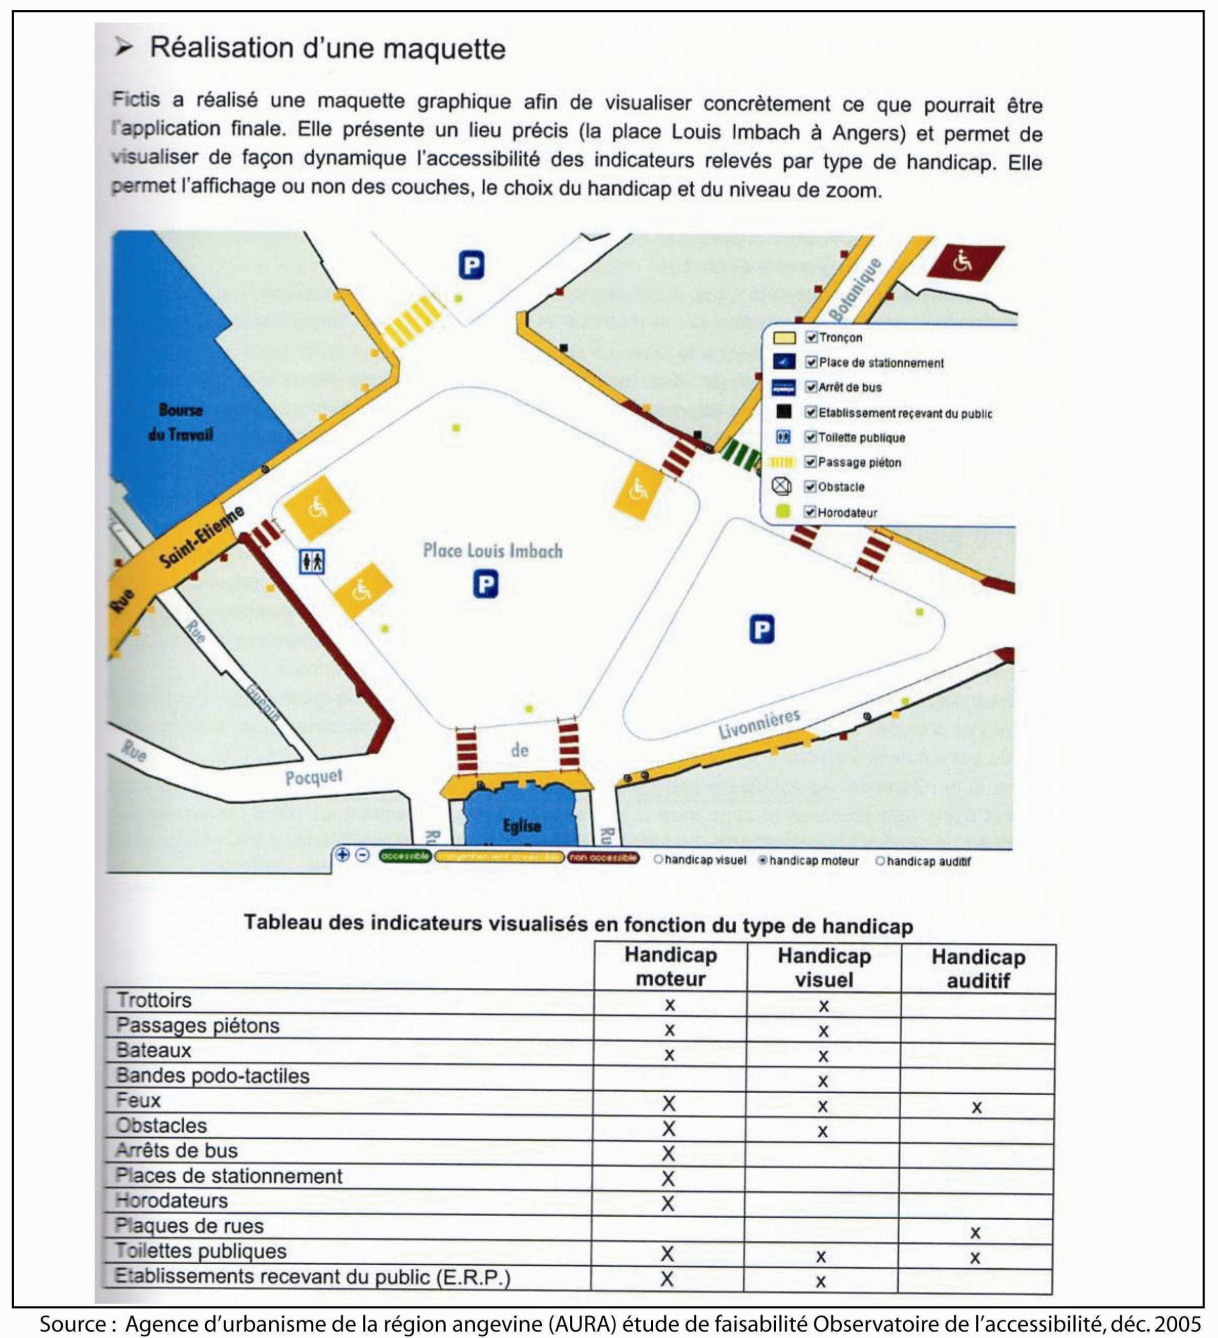 ➤ Réalisation d'une maquette
Fictis a réalisé une maquette graphique afin de visualiser concrètement ce que pourrait être
l'application finale. Elle présente un lieu précis (la place Louis Imbach à Angers) et permet de
visualiser de façon dynamique l'accessibilité des indicateurs relevés par type de handicap. Elle
permet l'affichage ou non des couches, le choix du handicap et du niveau de zoom.
P
Botanique
Tronçon
Place de stationnement
Arrêt de bus
Etablissement reçevant du public
Toilette publique
Passage piéton
Obstacle
Horodateur
Bourse
du Travail
Rue Saint-Etienne
Place Louis Imbach
P
P
Rue Guenin
Livonnières
de
Rue
Pocquet
Eglise
Ru
Ru
accessible moyennement accessible non accessible handicap visuel handicap moteur handicap auditif
Tableau des indicateurs visualisés en fonction du type de handicap
Handicap moteur Handicap visuel Handicap auditif
Trottoirs x x
Passages piétons x x
Bateaux x x
Bandes podo-tactiles x
Feux X x x
Obstacles X x
Arrêts de bus X
Places de stationnement X
Horodateurs X
Plaques de rues x
Toilettes publiques X x x
Etablissements recevant du public (E.R.P.) X x
Source : Agence d'urbanisme de la région angevine (AURA) étude de faisabilité Observatoire de l'accessibilité, déc. 2005